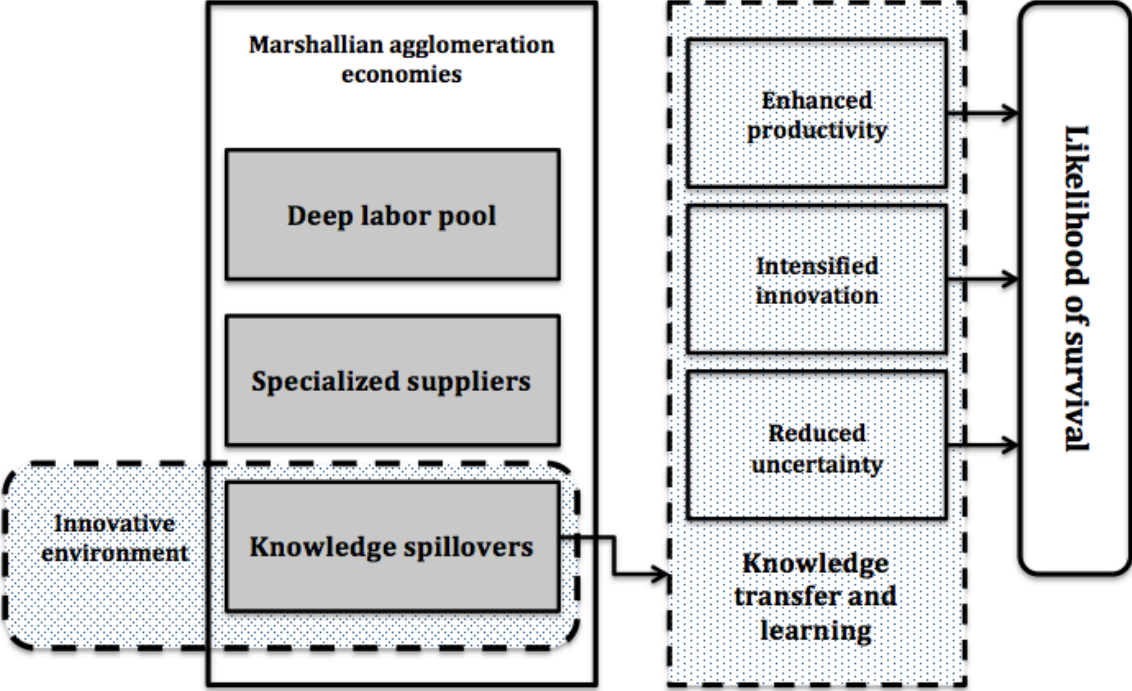 Marshallian agglomeration
economies
Deep labor pool
Specialized suppliers
Innovative
environment
Knowledge spillovers
Enhanced
productivity
Intensified
innovation
Reduced
uncertainty
Knowledge
transfer and
learning
Likelihood of survival